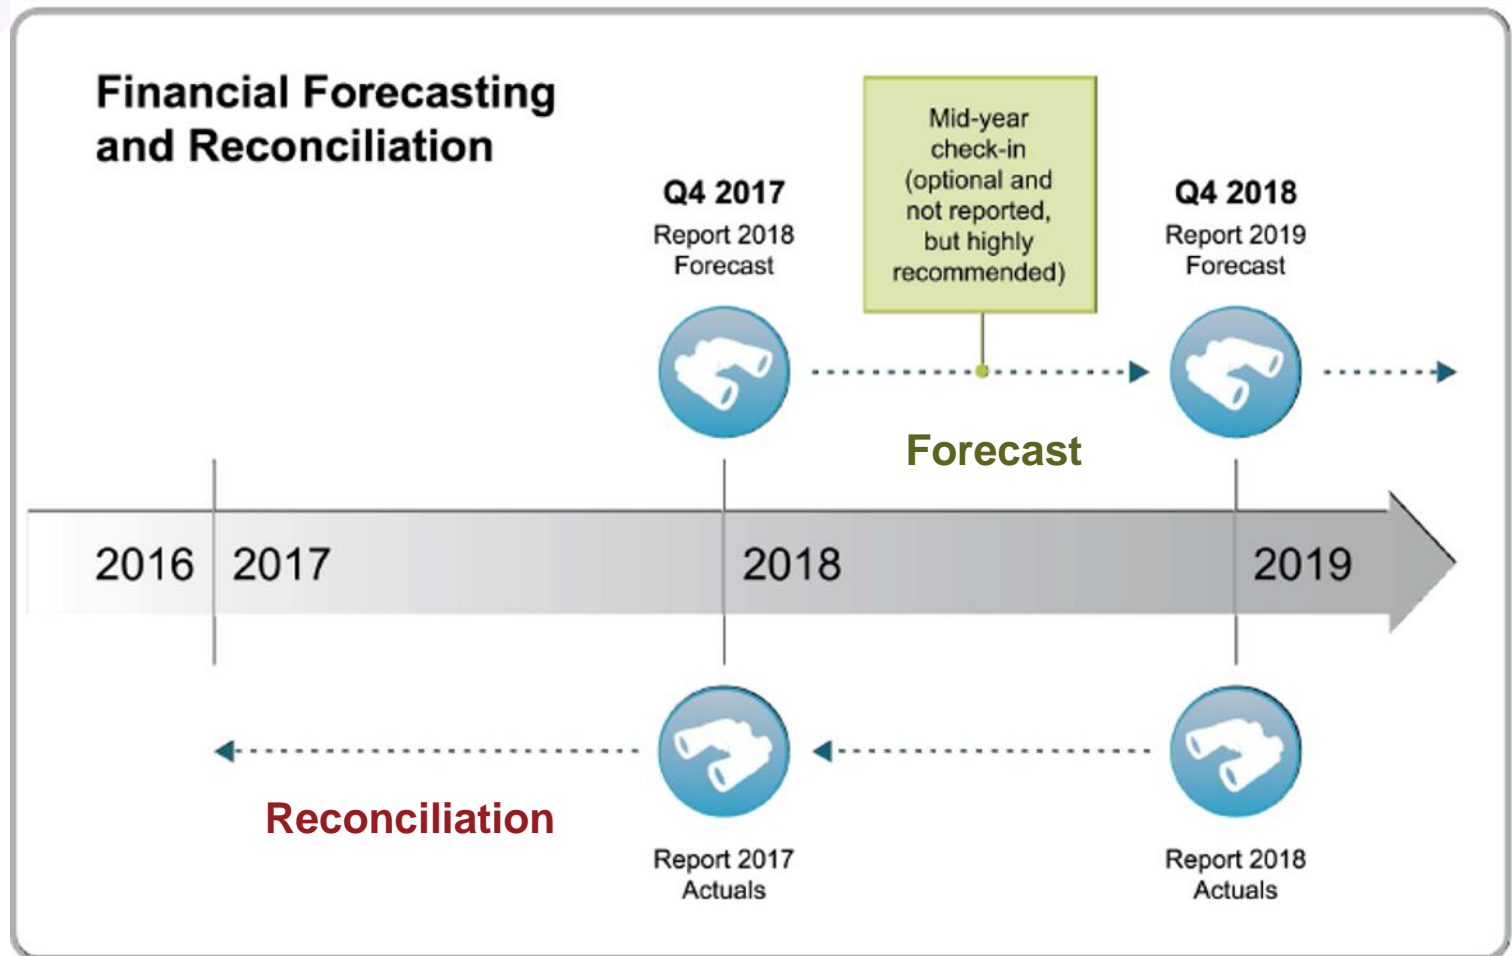 Financial Forecasting
and Reconciliation
Q4 2017
Report 2018
Forecast
Mid-year
check-in
(optional and
not reported,
but highly
recommended)
Q4 2018
Report 2019
Forecast
Forecast
2016
2017
2018
2019
Reconciliation
Report 2017
Actuals
Report 2018
Actuals